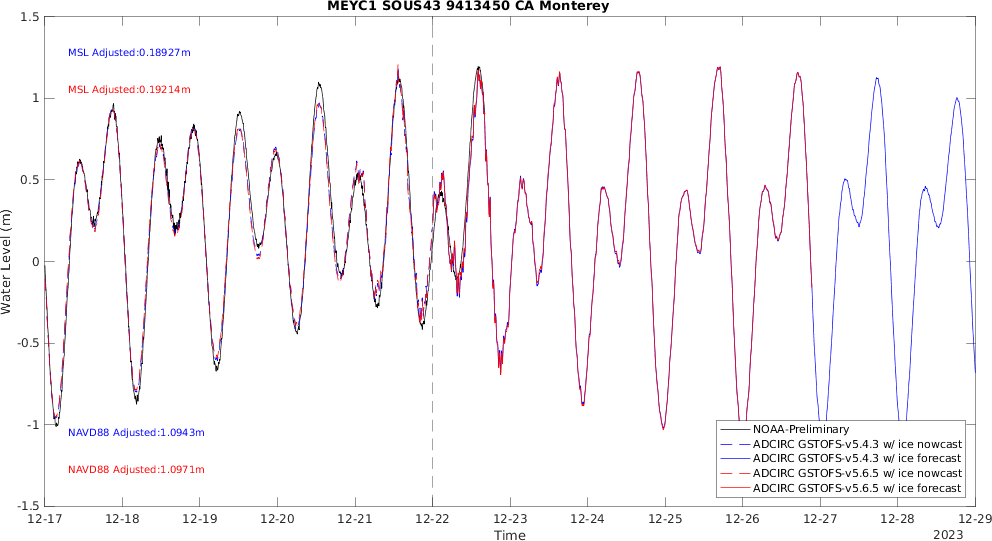 MEYC1 SOUS43 9413450 CA Monterey
1.5
1
0.5
0
-0.5
-1
-1.5
Water Level (m)
MSL Adjusted:0.18927m
MSL Adjusted:0.19214m
NAVD88 Adjusted:1.0943m
NAVD88 Adjusted:1.0971m
NOAA-Preliminary
ADCIRC GSTOFS-v5.4.3 w/ ice nowcast
ADCIRC GSTOFS-v5.4.3 w/ ice forecast
ADCIRC GSTOFS-v5.6.5 w/ ice nowcast
ADCIRC GSTOFS-v5.6.5 w/ ice forecast
12-17 12-18 12-19 12-20 12-21 12-22 12-23 12-24 12-25 12-26 12-27 12-28 12-29
Time
2023